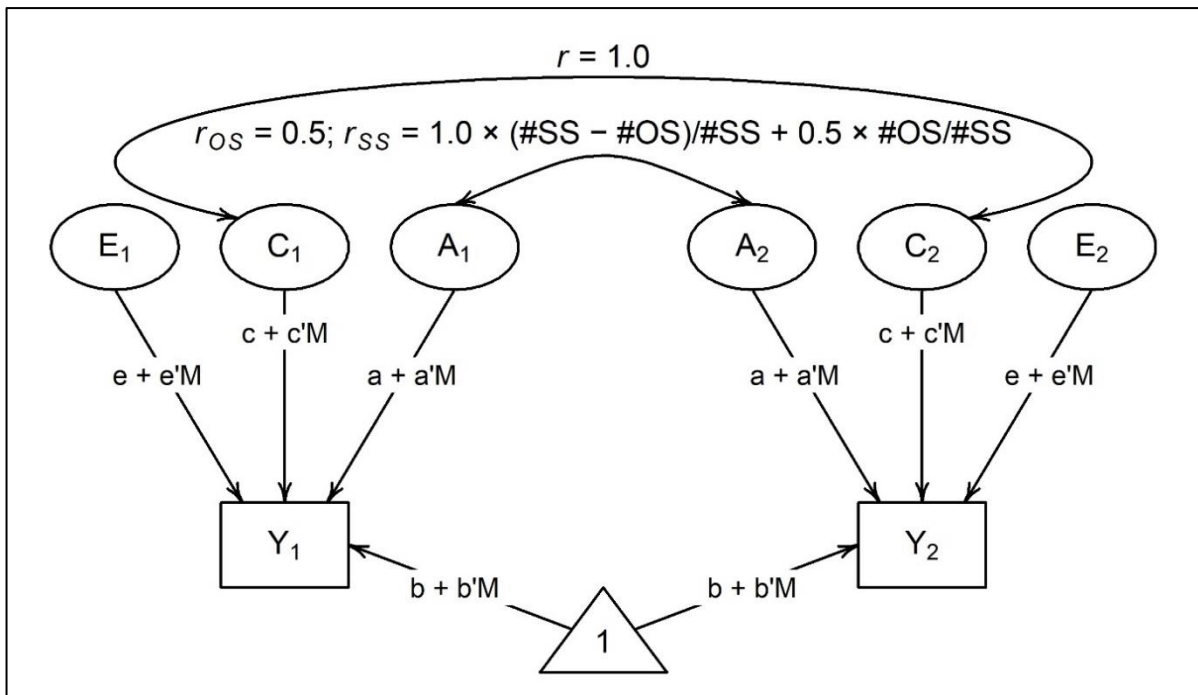 r = 1.0
r_OS = 0.5; r_SS = 1.0 × (#SS − #OS)/#SS + 0.5 × #OS/#SS
E₁ C₁ A₁ A₂ C₂ E₂
c + c'M c + c'M
e + e'M a + a'M a + a'M e + e'M
Y₁ Y₂
b + b'M b + b'M
1